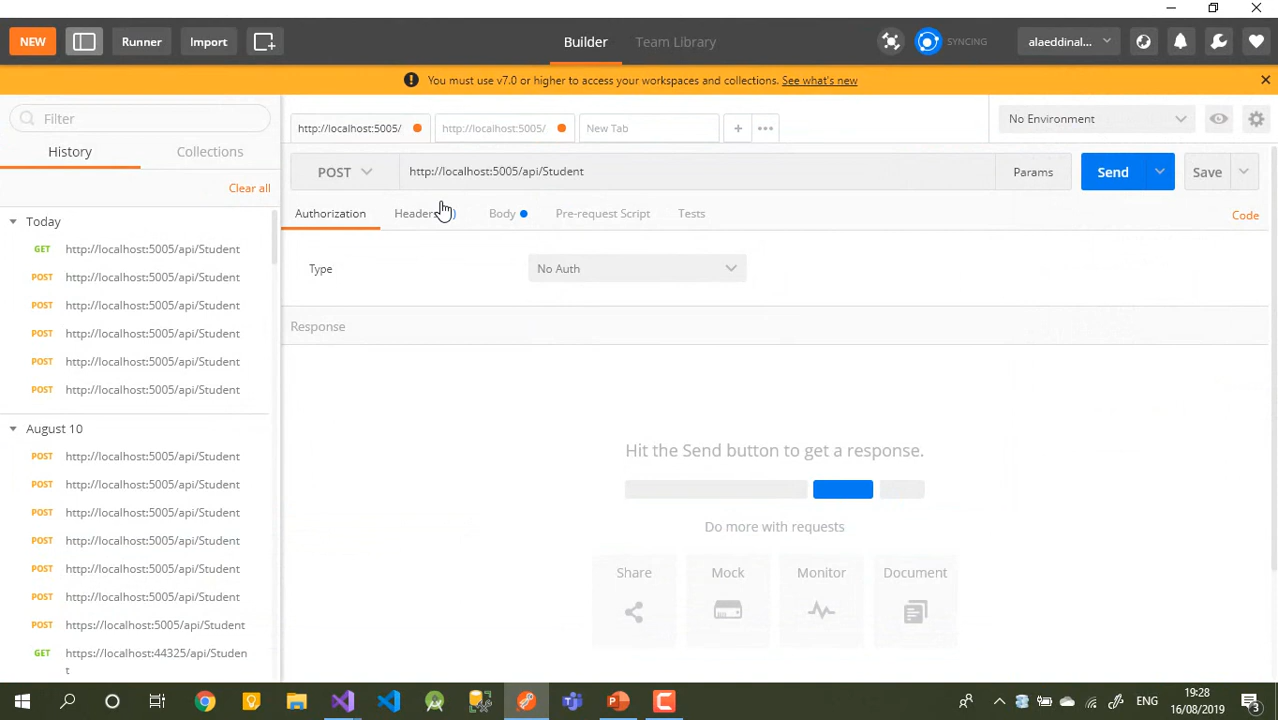 NEW
Runner
Import
Builder
Team Library
SYNCING
alaeddinal...
You must use v7.0 or higher to access your workspaces and collections. See what's new
Filter
History
Collections
Clear all
Today
GET http://localhost:5005/api/Student
POST http://localhost:5005/api/Student
POST http://localhost:5005/api/Student
POST http://localhost:5005/api/Student
POST http://localhost:5005/api/Student
POST http://localhost:5005/api/Student
August 10
POST http://localhost:5005/api/Student
POST http://localhost:5005/api/Student
POST http://localhost:5005/api/Student
POST http://localhost:5005/api/Student
POST http://localhost:5005/api/Student
POST http://localhost:5005/api/Student
POST https://localhost:5005/api/Student
GET https://localhost:44325/api/Studen
t
http://localhost:5005/
http://localhost:5005/
New Tab
No Environment
POST
http://localhost:5005/api/Student
Params
Send
Save
Authorization
Headers
Body
Pre-request Script
Tests
Code
Type
No Auth
Response
Hit the Send button to get a response.
Do more with requests
Share
Mock
Monitor
Document
ENG
19:28
16/08/2019
3